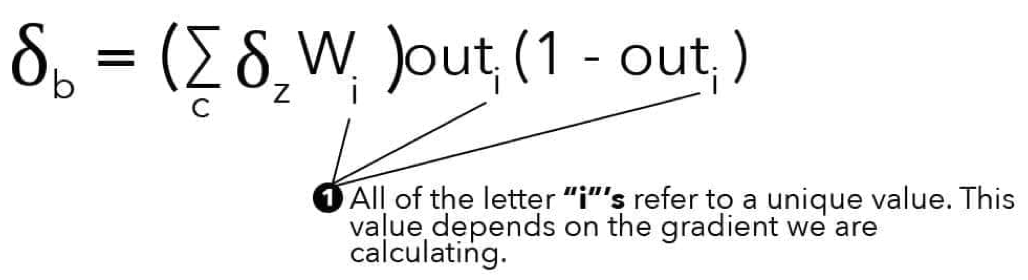 δb = (∑c δz Wi )outi (1 - outi )
❶ All of the letter “i”’s refer to a unique value. This
value depends on the gradient we are
calculating.